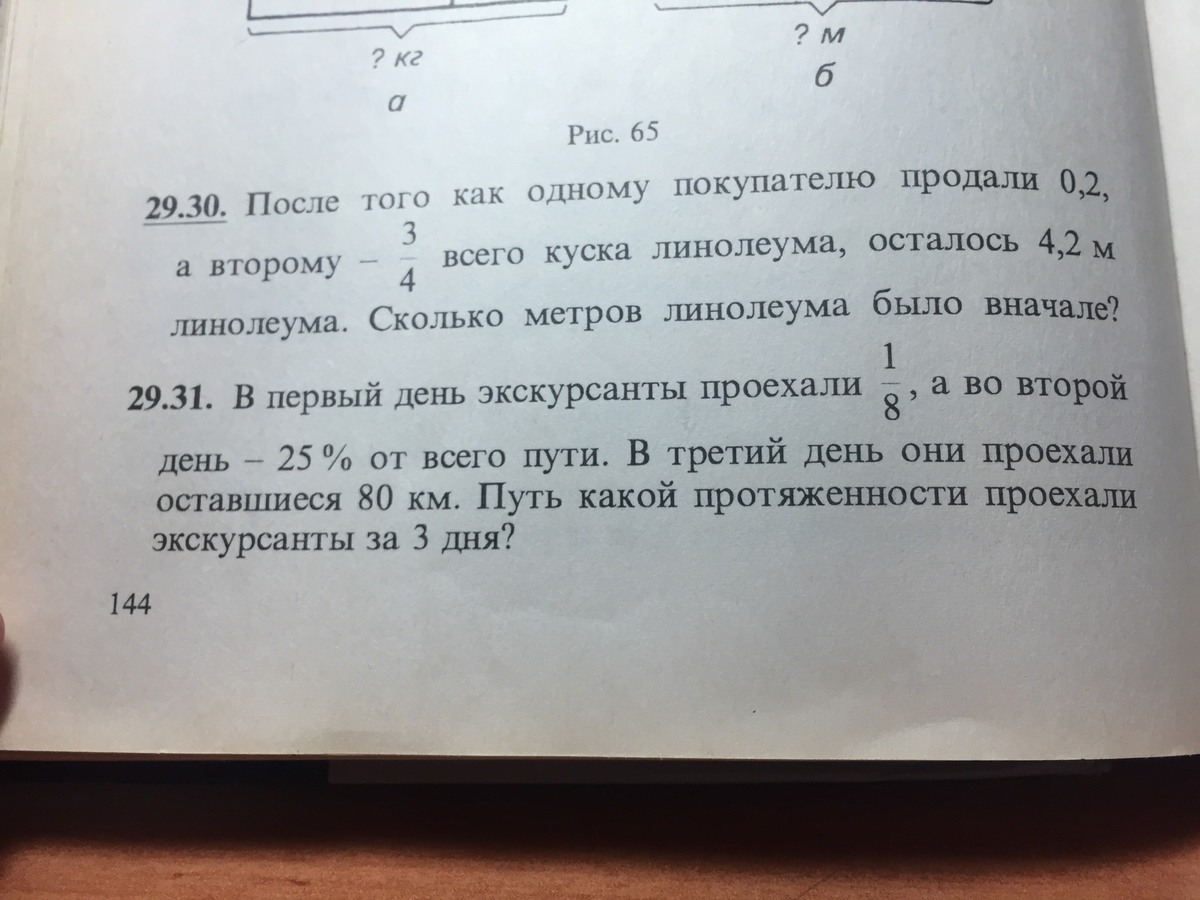 ? кг
? м
а
б
Рис. 65
29.30. После того как одному покупателю продали 0,2,
а второму – 3/4 всего куска линолеума, осталось 4,2 м
линолеума. Сколько метров линолеума было вначале?
29.31. В первый день экскурсанты проехали 1/8, а во второй
день – 25 % от всего пути. В третий день они проехали
оставшиеся 80 км. Путь какой протяженности проехали
экскурсанты за 3 дня?
144